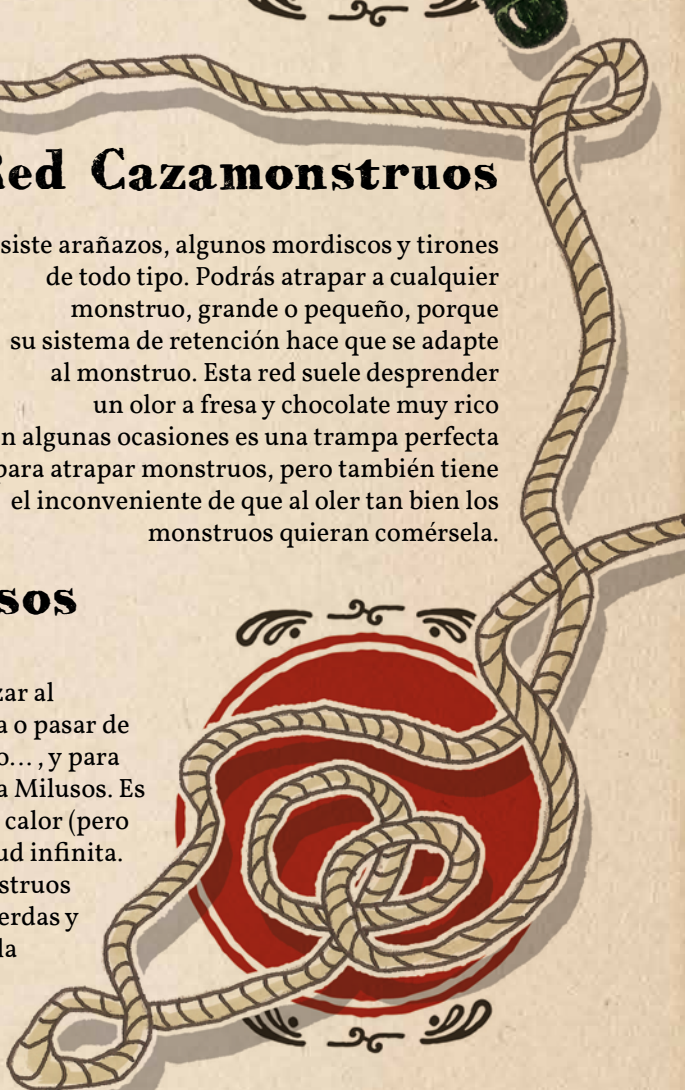 Red Cazamonstruos
siste arañazos, algunos mordiscos y tirones
de todo tipo. Podrás atrapar a cualquier
monstruo, grande o pequeño, porque
su sistema de retención hace que se adapte
al monstruo. Esta red suele desprender
un olor a fresa y chocolate muy rico
n algunas ocasiones es una trampa perfecta
para atrapar monstruos, pero también tiene
el inconveniente de que al oler tan bien los
monstruos quieran comérsela.
sos
zar al
a o pasar de
o…, y para
a Milusos. Es
calor (pero
ud infinita.
struos
erdas y
la